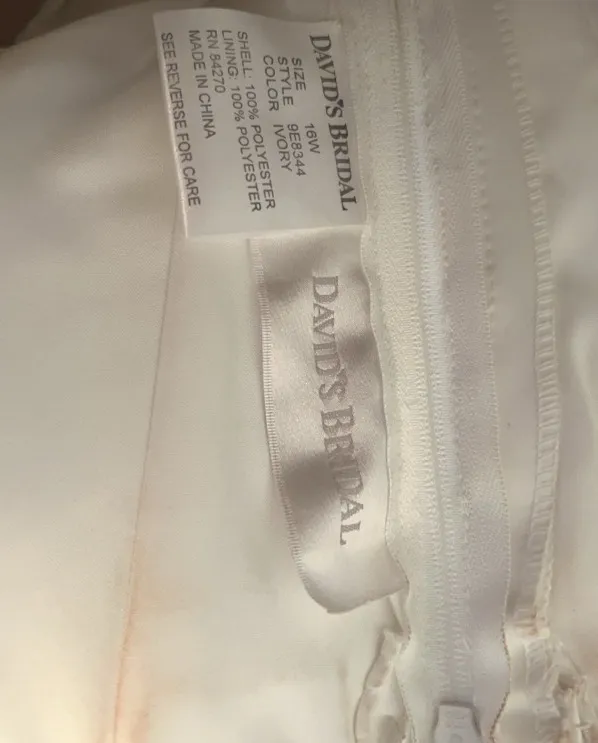 DAVID'S BRIDAL
SIZE 16W
STYLE 9E8344
COLOR IVORY
SHELL: 100% POLYESTER
LINING: 100% POLYESTER
RN 84270
MADE IN CHINA
SEE REVERSE FOR CARE
DAVID'S BRIDAL